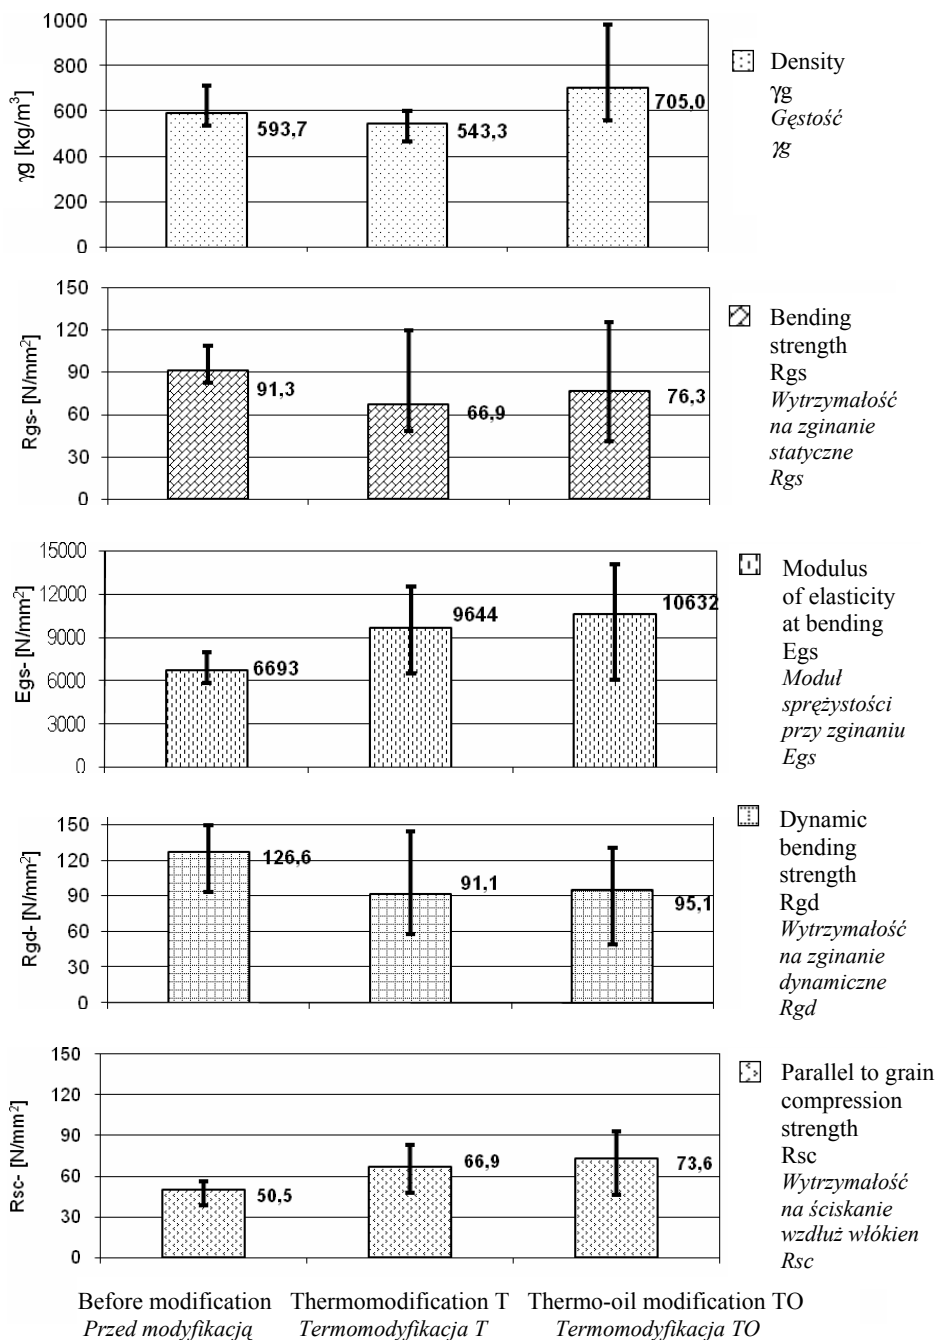 1000
800
600
400
200
0
γg [kg/m³]
593,7
543,3
705,0
Density
γg
Gęstość
γg
150
120
90
60
30
0
Rgs- [N/mm²]
91,3
66,9
76,3
Bending
strength
Rgs
Wytrzymałość
na zginanie
statyczne
Rgs
15000
12000
9000
6000
3000
0
Egs- [N/mm²]
6693
9644
10632
Modulus
of elasticity
at bending
Egs
Moduł
sprężystości
przy zginaniu
Egs
150
120
90
60
30
0
Rgd- [N/mm²]
126,6
91,1
95,1
Dynamic
bending
strength
Rgd
Wytrzymałość
na zginanie
dynamiczne
Rgd
150
120
90
60
30
0
Rsc- [N/mm²]
50,5
66,9
73,6
Parallel to grain
compression
strength
Rsc
Wytrzymałość
na ściskanie
wzdłuż włókien
Rsc
Before modification Thermomodification T Thermo-oil modification TO
Przed modyfikacją Termomodyfikacja T Termomodyfikacja TO